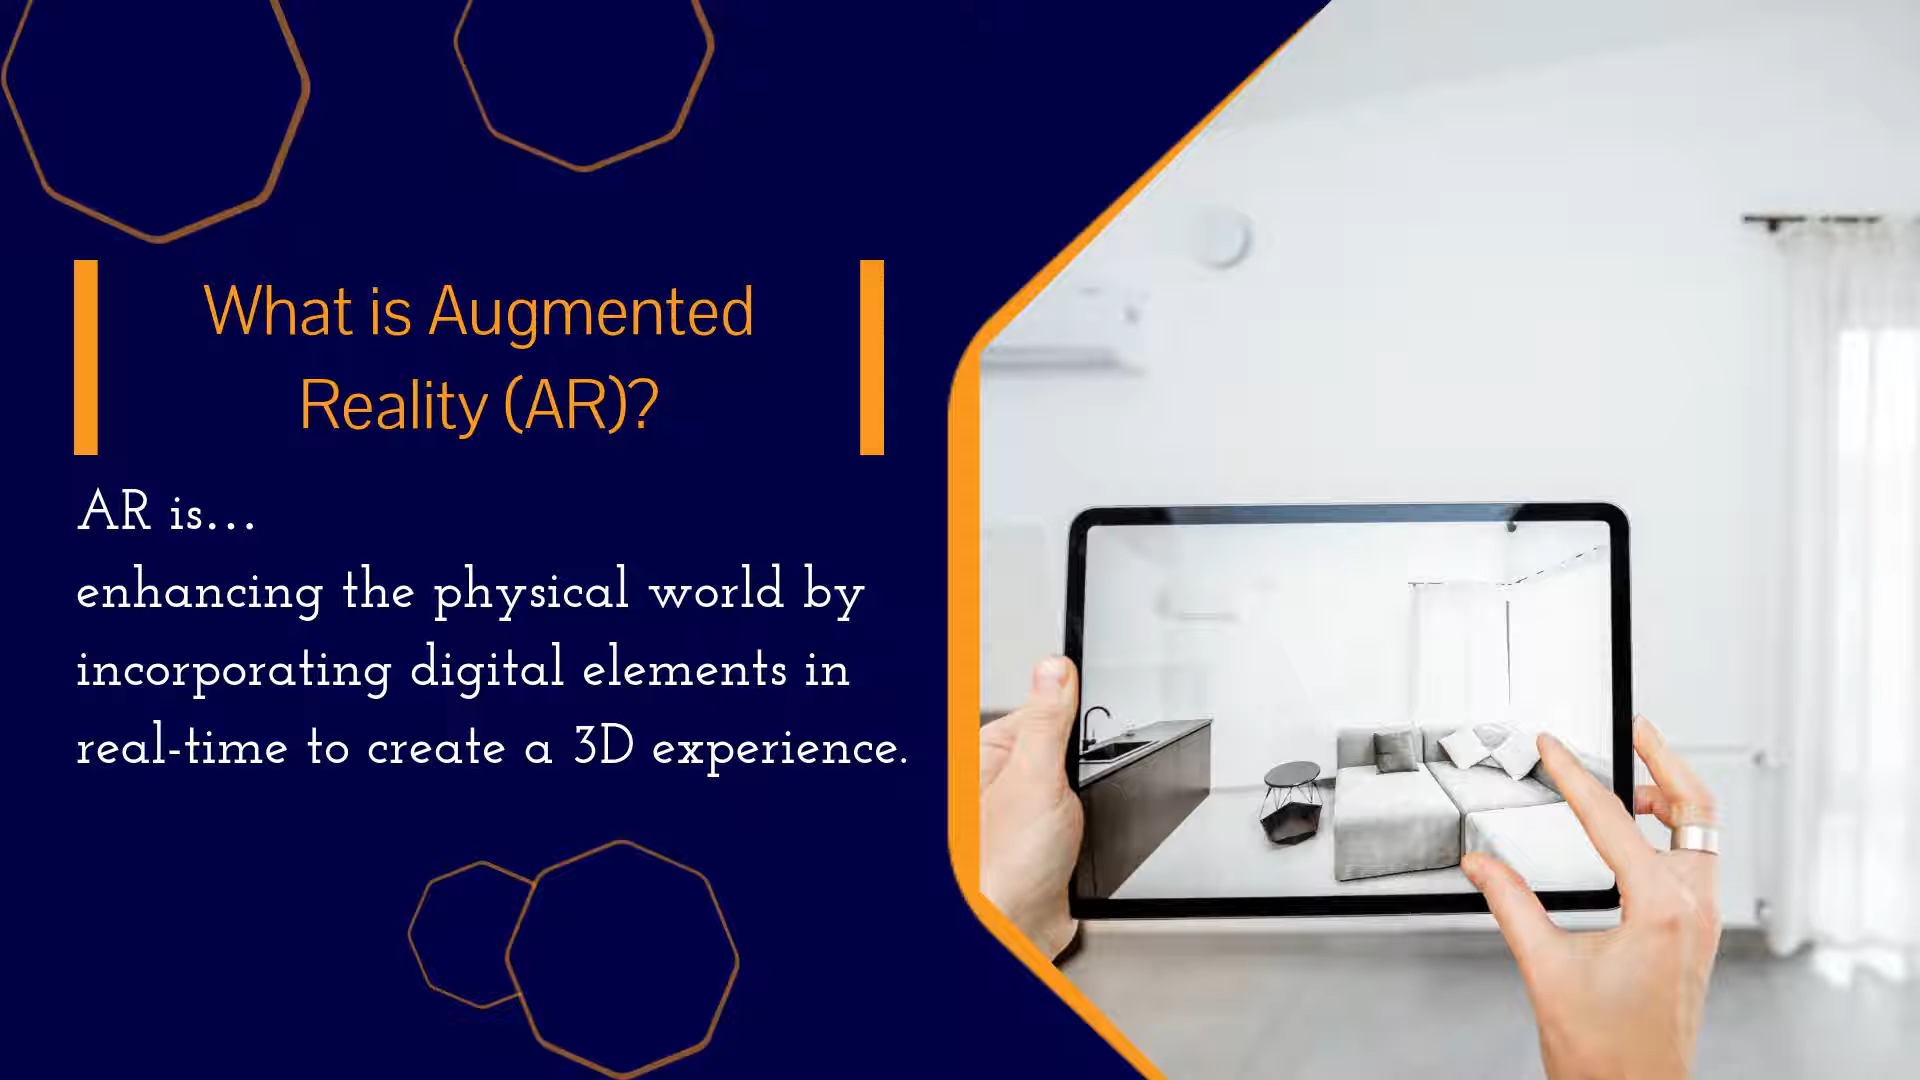 What is Augmented
Reality (AR)?
AR is...
enhancing the physical world by
incorporating digital elements in
real-time to create a 3D experience.